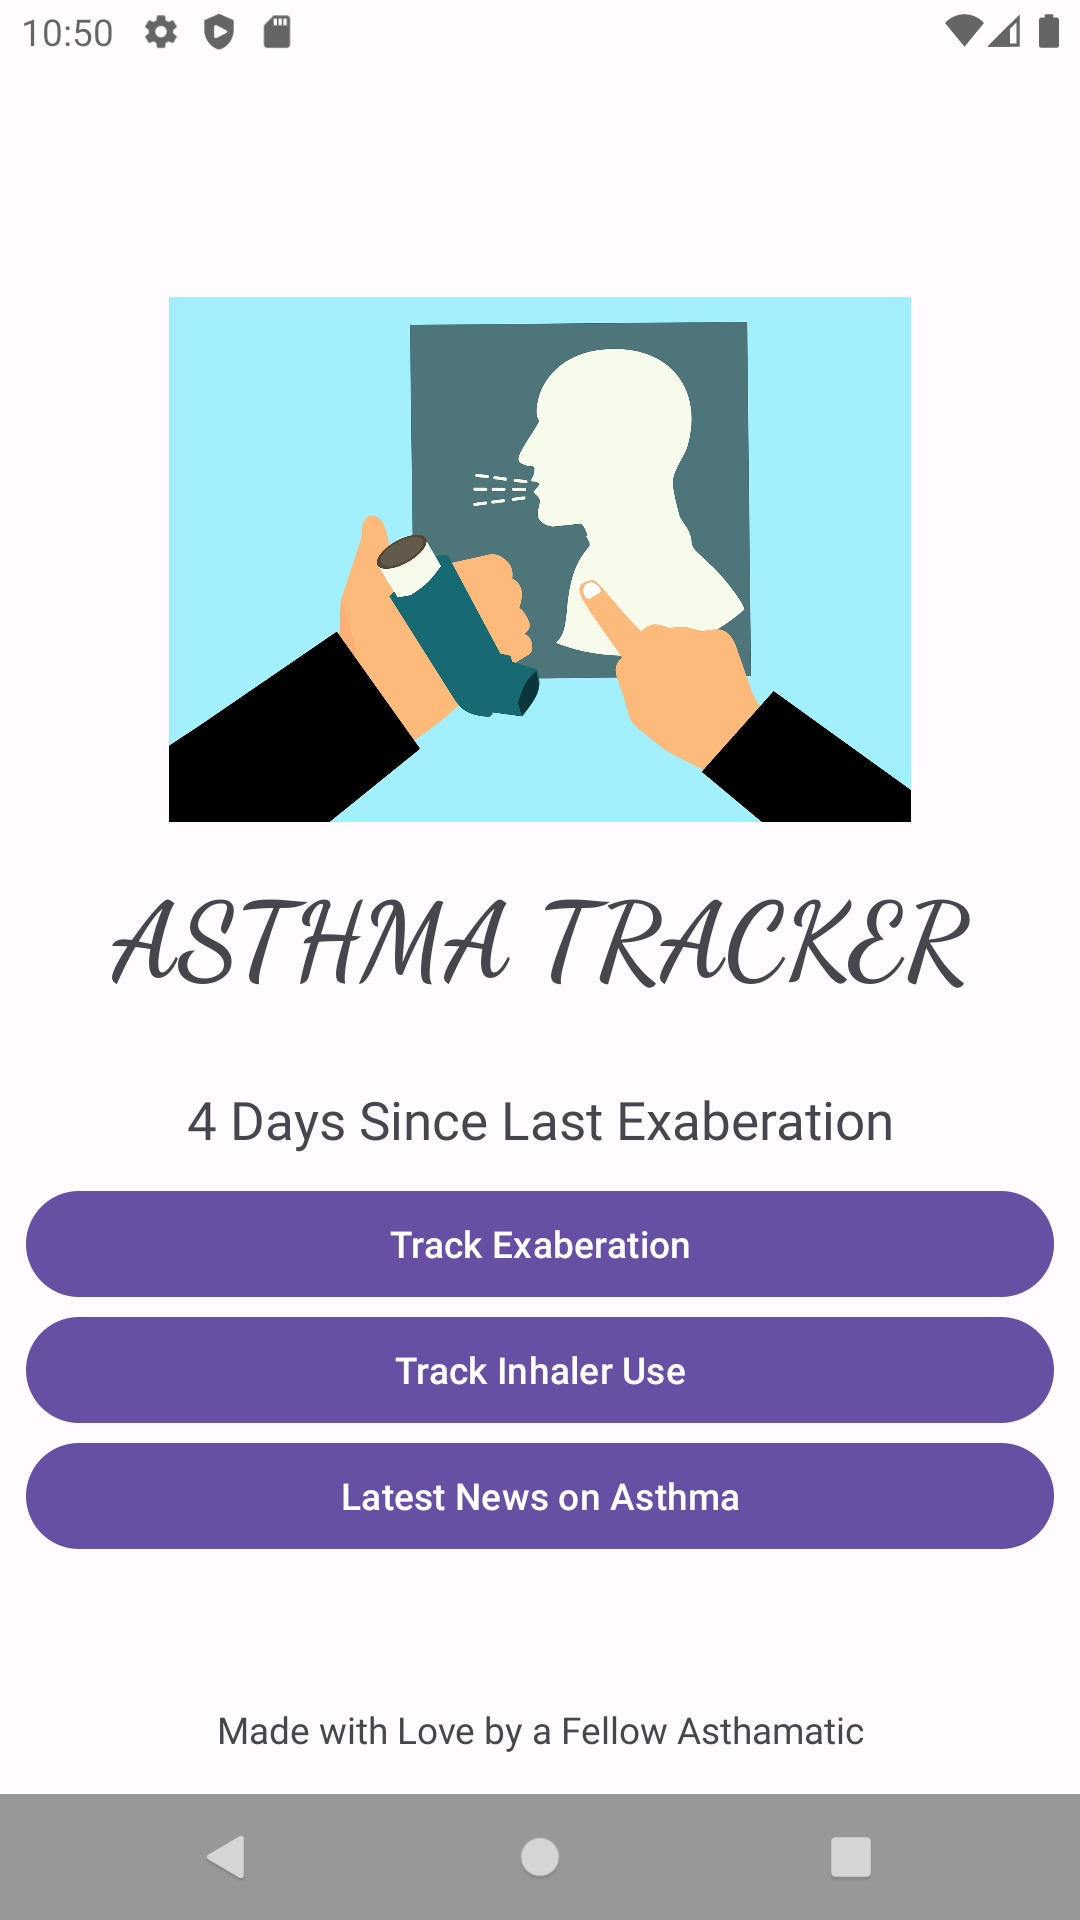 10:50
ASTHMA TRACKER
4 Days Since Last Exaberation
Track Exaberation
Track Inhaler Use
Latest News on Asthma
Made with Love by a Fellow Asthamatic